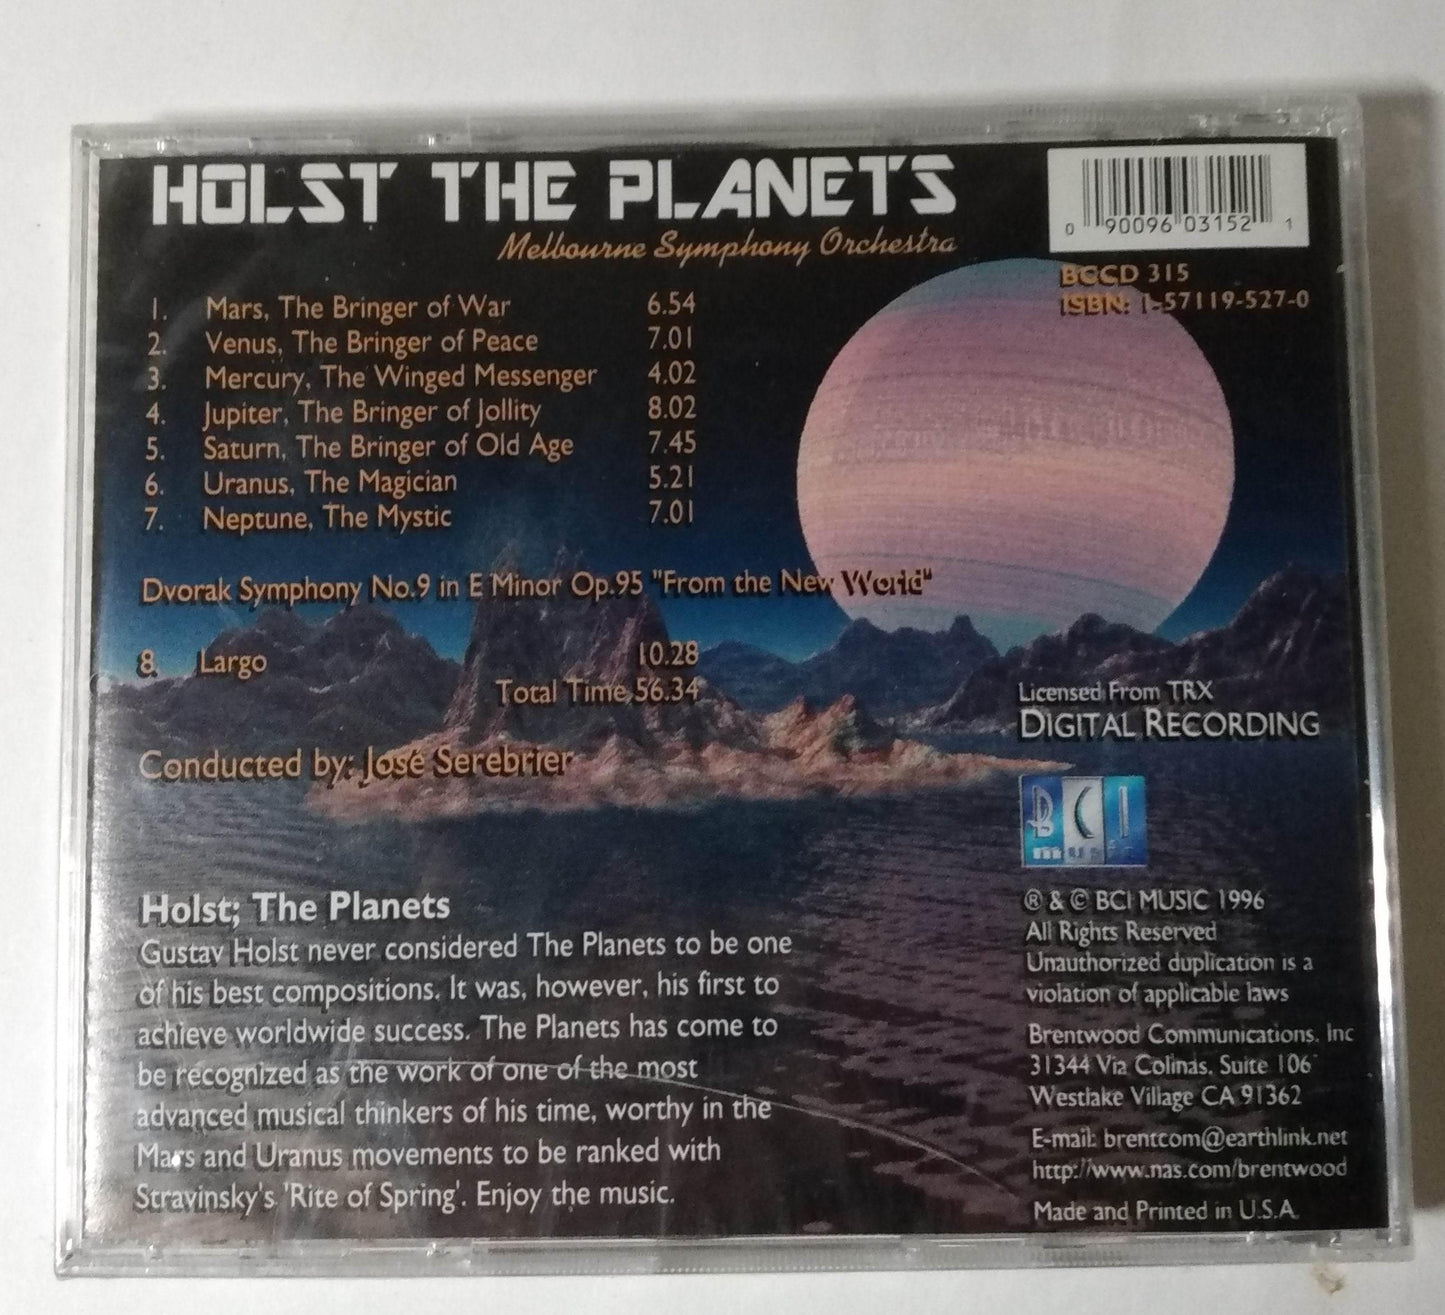 HOLST THE PLANETS
Melbourne Symphony Orchestra
0 90096 03152 1
BCCD 315
ISBN: 1-57119-527-0
1. Mars, The Bringer of War 6.54
2. Venus, The Bringer of Peace 7.01
3. Mercury, The Winged Messenger 4.02
4. Jupiter, The Bringer of Jollity 8.02
5. Saturn, The Bringer of Old Age 7.45
6. Uranus, The Magician 5.21
7. Neptune, The Mystic 7.01
Dvorak Symphony No.9 in E Minor Op.95 "From the New World"
8. Largo 10.28
Total Time 56.34
Conducted by: José Serebrier
Licensed From TRX
DIGITAL RECORDING
BCI
music
Holst; The Planets
Gustav Holst never considered The Planets to be one
of his best compositions. It was, however, his first to
achieve worldwide success. The Planets has come to
be recognized as the work of one of the most
advanced musical thinkers of his time, worthy in the
Mars and Uranus movements to be ranked with
Stravinsky's 'Rite of Spring'. Enjoy the music.
® & © BCI MUSIC 1996
All Rights Reserved
Unauthorized duplication is a
violation of applicable laws
Brentwood Communications, Inc
31344 Via Colinas, Suite 106
Westlake Village CA 91362
E-mail: brentcom@earthlink.net
http://www.nas.com/brentwood
Made and Printed in U.S.A.